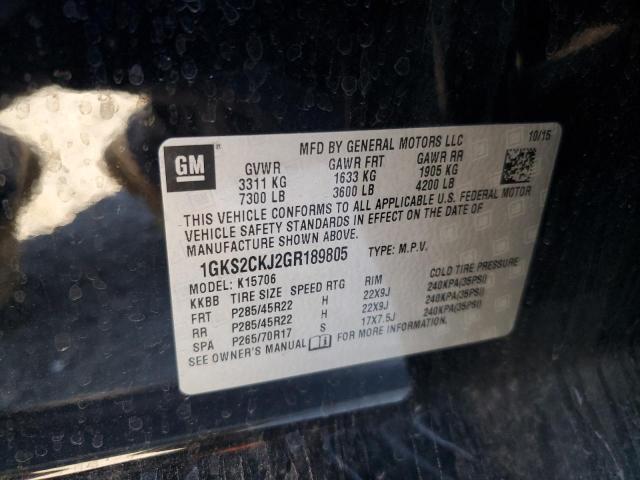 GM
MFD BY GENERAL MOTORS LLC 10/15
GVWR GAWR FRT GAWR RR
3311 KG 1633 KG 1905 KG
7300 LB 3600 LB 4200 LB
THIS VEHICLE CONFORMS TO ALL APPLICABLE U.S. FEDERAL MOTOR
VEHICLE SAFETY STANDARDS IN EFFECT ON THE DATE OF
MANUFACTURE SHOWN ABOVE.
1GKS2CKJ2GR189805 TYPE: M.P.V.
MODEL: K15706
KKBB TIRE SIZE SPEED RTG RIM COLD TIRE PRESSURE
FRT P285/45R22 H 22X9J 240KPA(35PSI)
RR P285/45R22 H 22X9J 240KPA(35PSI)
SPA P265/70R17 S 17X7.5J 240KPA(35PSI)
SEE OWNER'S MANUAL FOR MORE INFORMATION